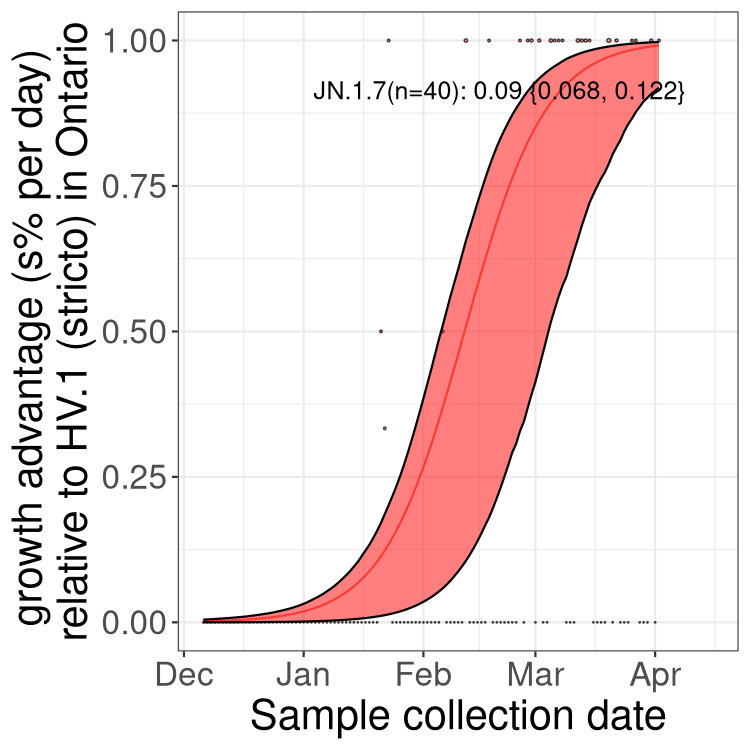 growth advantage (s% per day)
relative to HV.1 (stricto) in Ontario
1.00
0.75
0.50
0.25
0.00
JN.1.7(n=40): 0.09 {0.068, 0.122}
Dec Jan Feb Mar Apr
Sample collection date